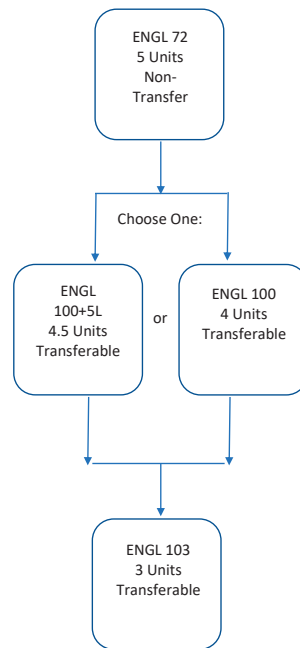 ENGL 72
5 Units
Non-
Transfer
Choose One:
ENGL
100+5L
4.5 Units
Transferable
or
ENGL 100
4 Units
Transferable
ENGL 103
3 Units
Transferable